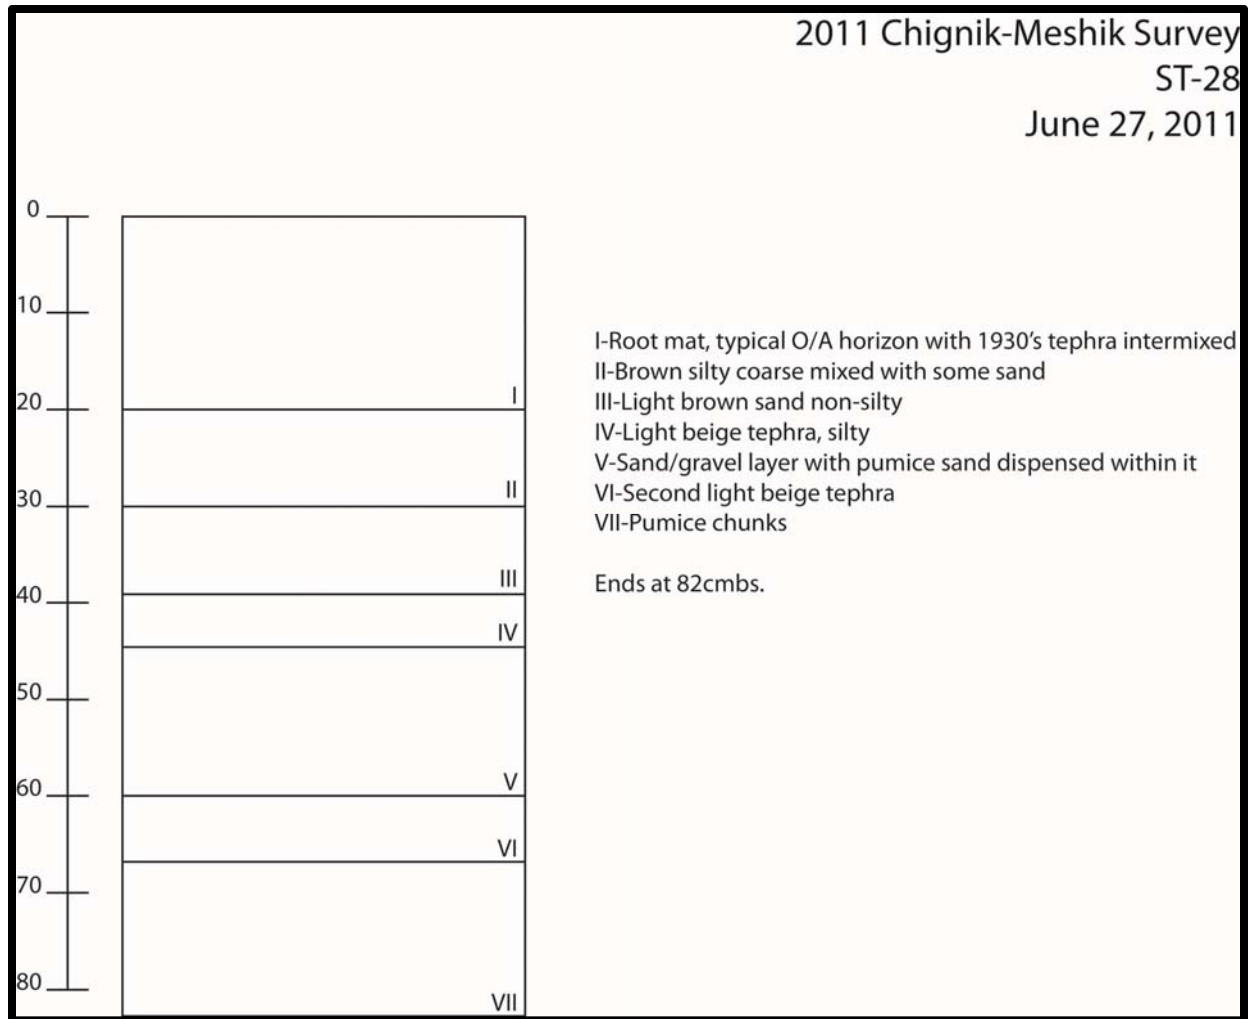 2011 Chignik-Meshik Survey
ST-28
June 27, 2011
0
10
20
30
40
50
60
70
80
I
II
III
IV
V
VI
VII
I-Root mat, typical O/A horizon with 1930's tephra intermixed
II-Brown silty coarse mixed with some sand
III-Light brown sand non-silty
IV-Light beige tephra, silty
V-Sand/gravel layer with pumice sand dispensed within it
VI-Second light beige tephra
VII-Pumice chunks
Ends at 82cmbs.